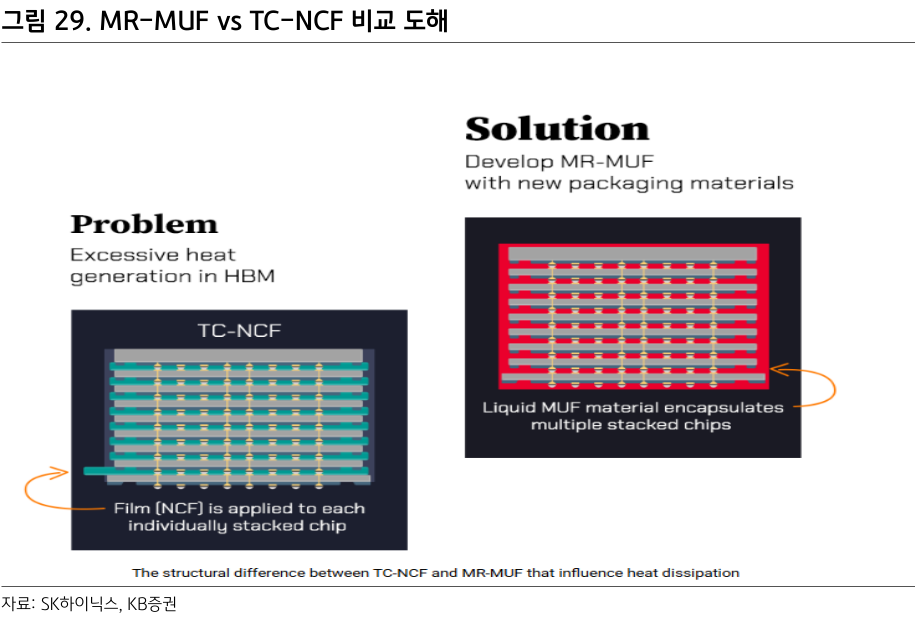 그림 29. MR-MUF vs TC-NCF 비교 도해
Problem
Excessive heat
generation in HBM
TC-NCF
Film (NCF) is applied to each
individually stacked chip
Solution
Develop MR-MUF
with new packaging materials
Liquid MUF material encapsulates
multiple stacked chips
The structural difference between TC-NCF and MR-MUF that influence heat dissipation
자료: SK하이닉스, KB증권